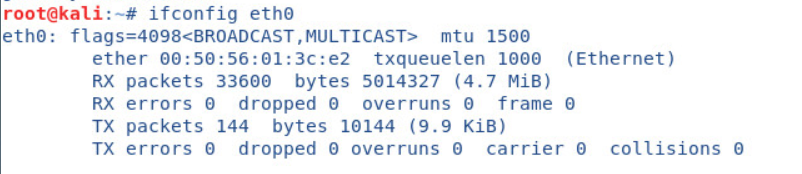 root@kali:~# ifconfig eth0
eth0: flags=4098<BROADCAST,MULTICAST>  mtu 1500
        ether 00:50:56:01:3c:e2  txqueuelen 1000  (Ethernet)
        RX packets 33600  bytes 5014327 (4.7 MiB)
        RX errors 0  dropped 0  overruns 0  frame 0
        TX packets 144  bytes 10144 (9.9 KiB)
        TX errors 0  dropped 0 overruns 0  carrier 0  collisions 0